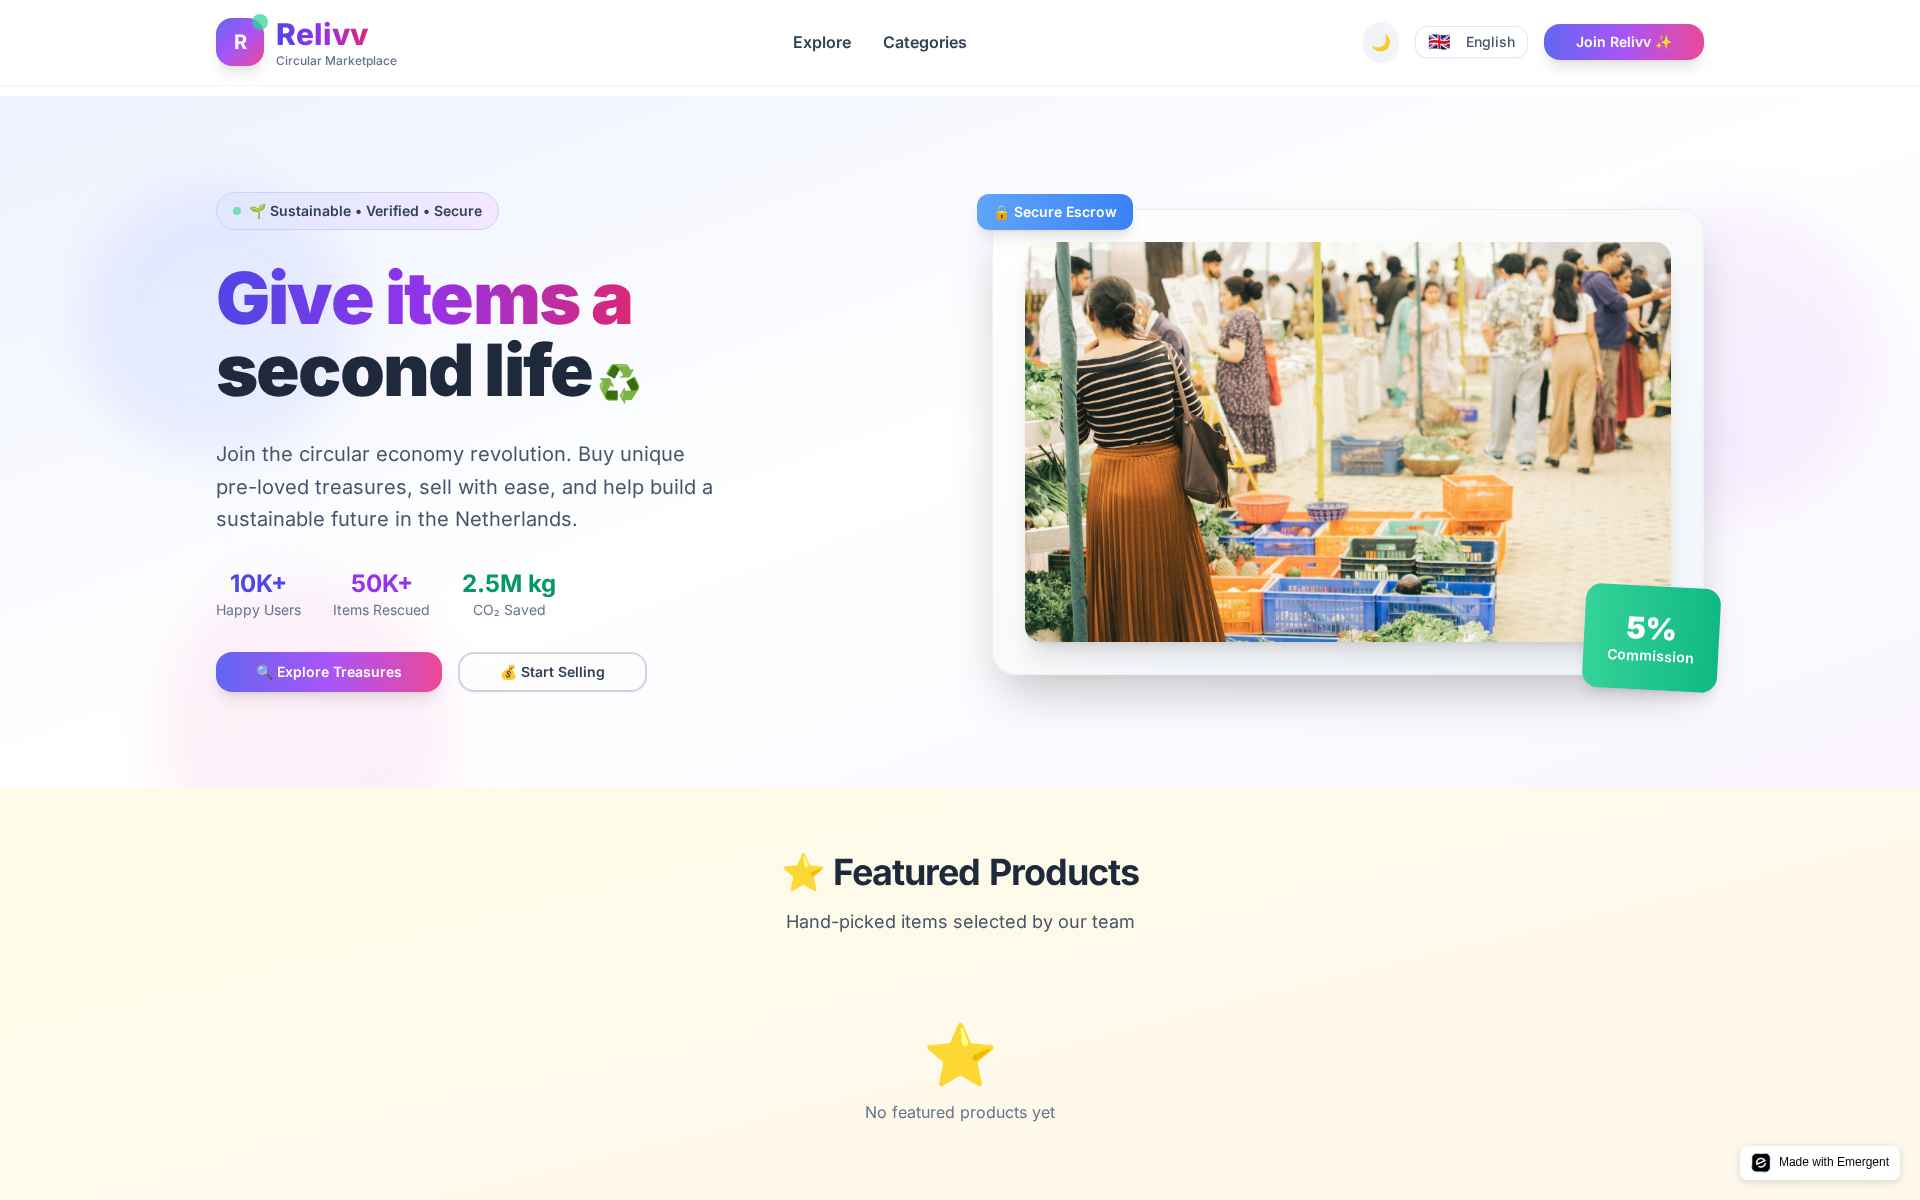 R
Relivv
Circular Marketplace
Explore
Categories
🌙
🇬🇧 English
Join Relivv ✨
🌱 Sustainable • Verified • Secure
Give items a
second life ♻️
Join the circular economy revolution. Buy unique
pre-loved treasures, sell with ease, and help build a
sustainable future in the Netherlands.
10K+
Happy Users
50K+
Items Rescued
2.5M kg
CO₂ Saved
🔍 Explore Treasures
💰 Start Selling
🔒 Secure Escrow
5%
Commission
⭐ Featured Products
Hand-picked items selected by our team
⭐
No featured products yet
Made with Emergent